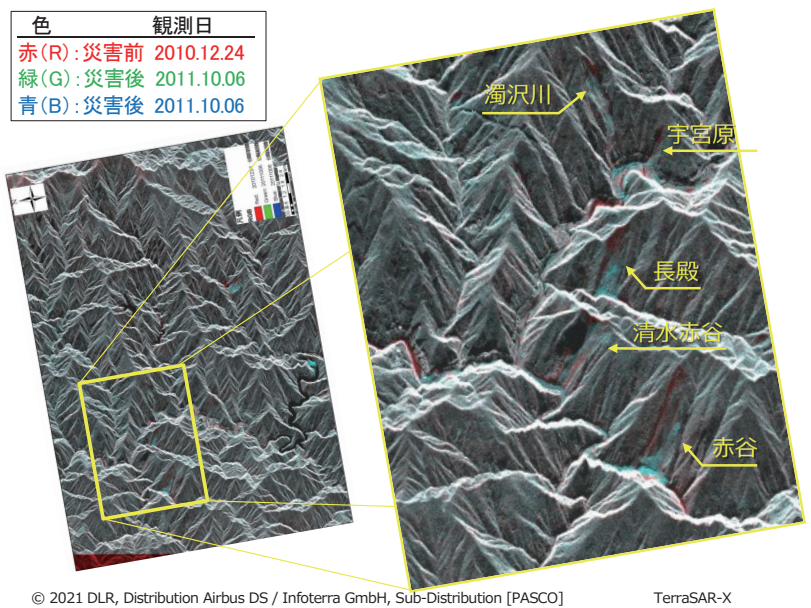 色 観測日
赤(R):災害前 2010.12.24
緑(G):災害後 2011.10.06
青(B):災害後 2011.10.06
濁沢川
宇宮原
長殿
清水赤谷
赤谷
凡例
© 2021 DLR, Distribution Airbus DS / Infoterra GmbH, Sub-Distribution [PASCO] TerraSAR-X